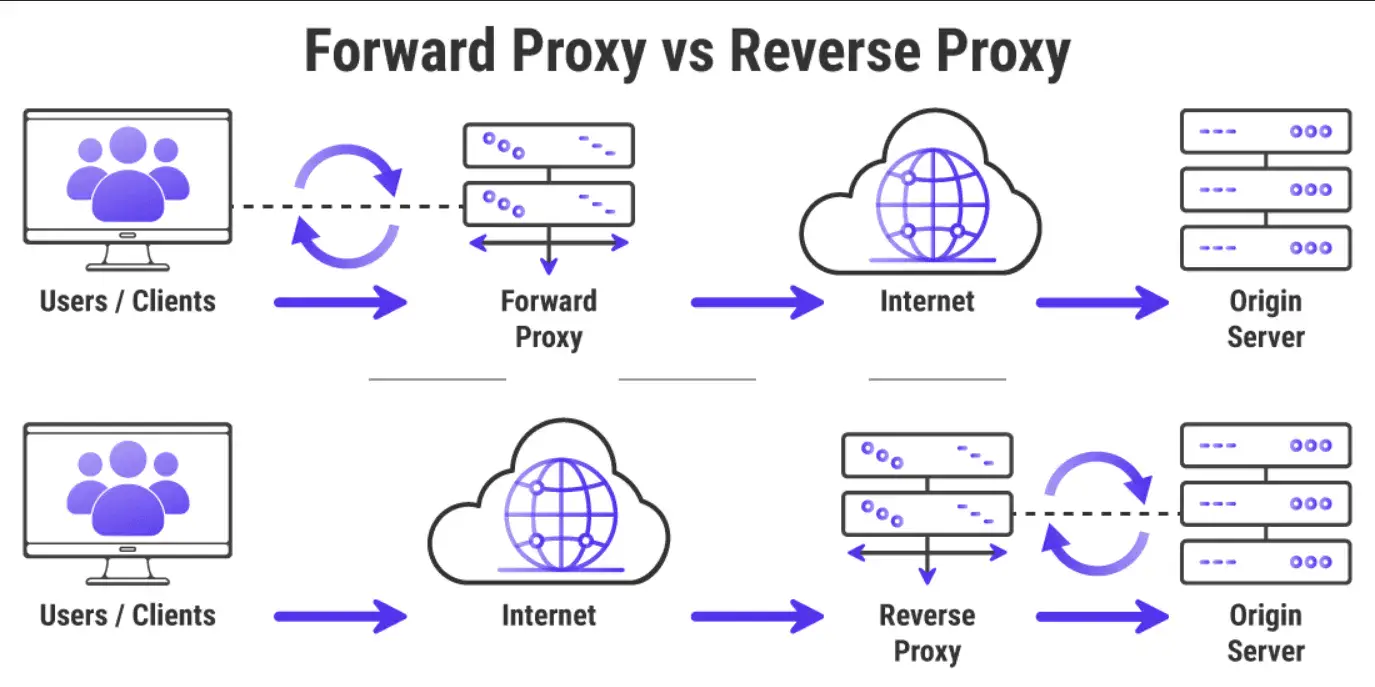 Forward Proxy vs Reverse Proxy
Users / Clients
Forward
Proxy
Internet
Origin
Server
Users / Clients
Internet
Reverse
Proxy
Origin
Server